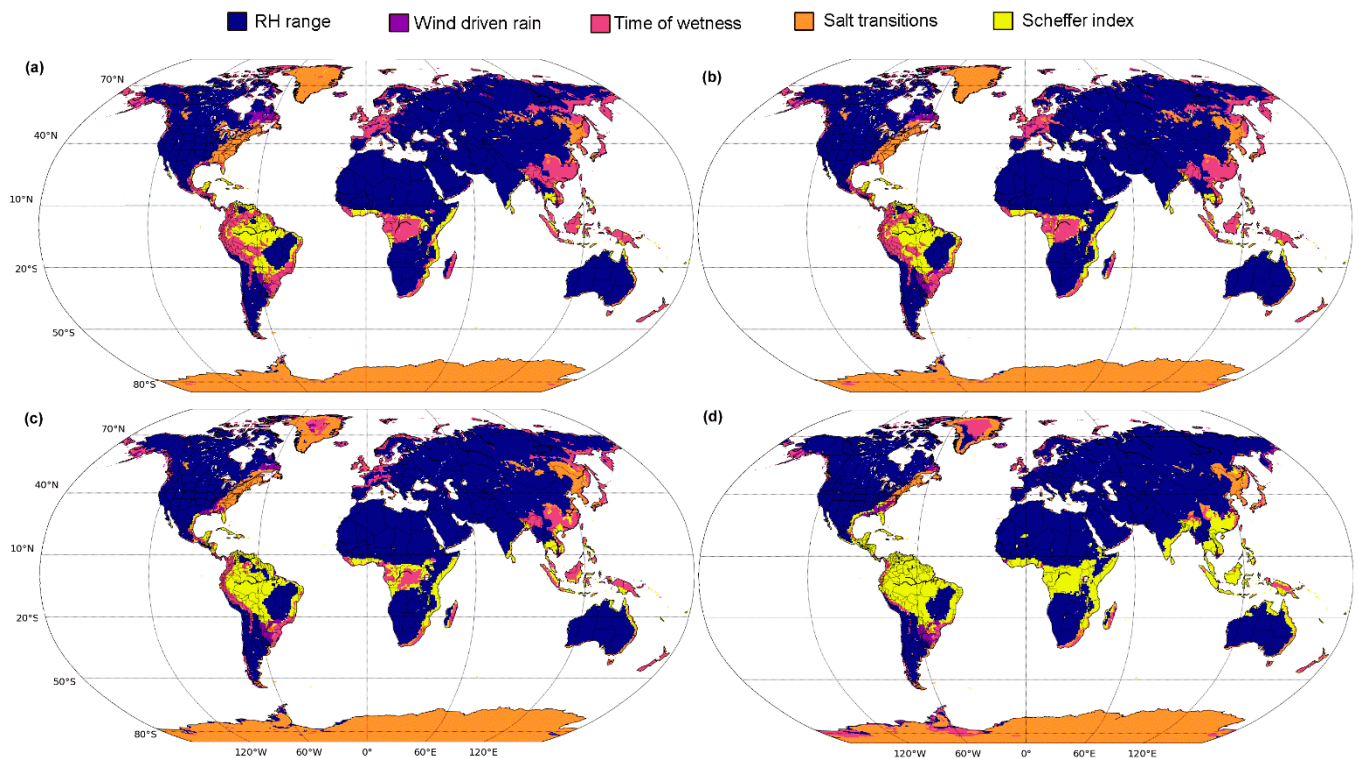 RH range Wind driven rain Time of wetness Salt transitions Scheffer index
(a) (b)
70°N
40°N
10°N
20°S
50°S
80°S
(c) (d)
70°N
40°N
10°N
20°S
50°S
80°S
120°W 60°W 0° 60°E 120°E 120°W 60°W 0° 60°E 120°E